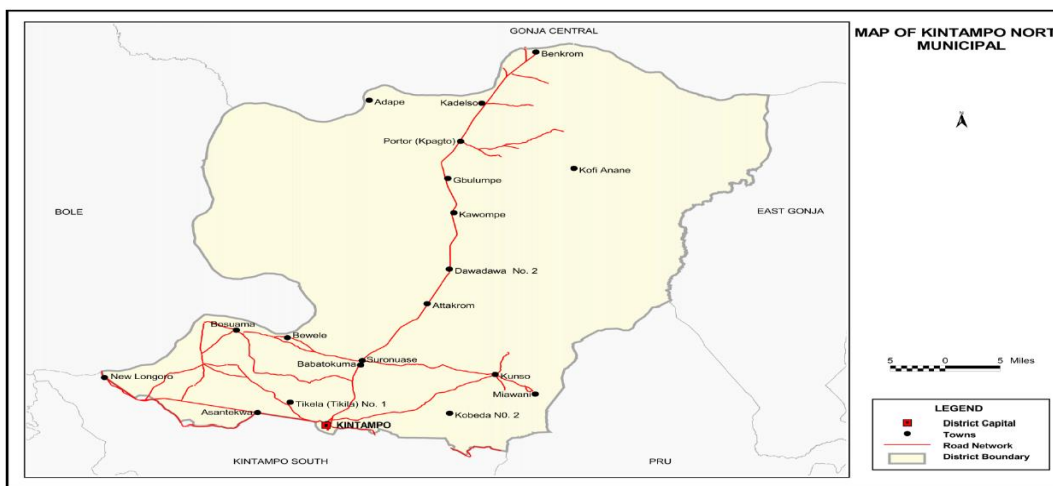 GONJA CENTRAL
MAP OF KINTAMPO NORTH
MUNICIPAL
Benkrom
Adape
Kadelso
Portor (Kpagto)
Kofi Anane
Gbulumpe
BOLE
Kawompe
EAST GONJA
Dawadawa No. 2
Attakrom
Bosuama
Bewele
Suronuase
Babatokuma
New Longoro
Kunso
Miawani
Tikela (Tikila) No. 1
Asantekwa
Kobeda N0. 2
KINTAMPO
KINTAMPO SOUTH
PRU
N
5 0 5 Miles
LEGEND
District Capital
Towns
Road Network
District Boundary